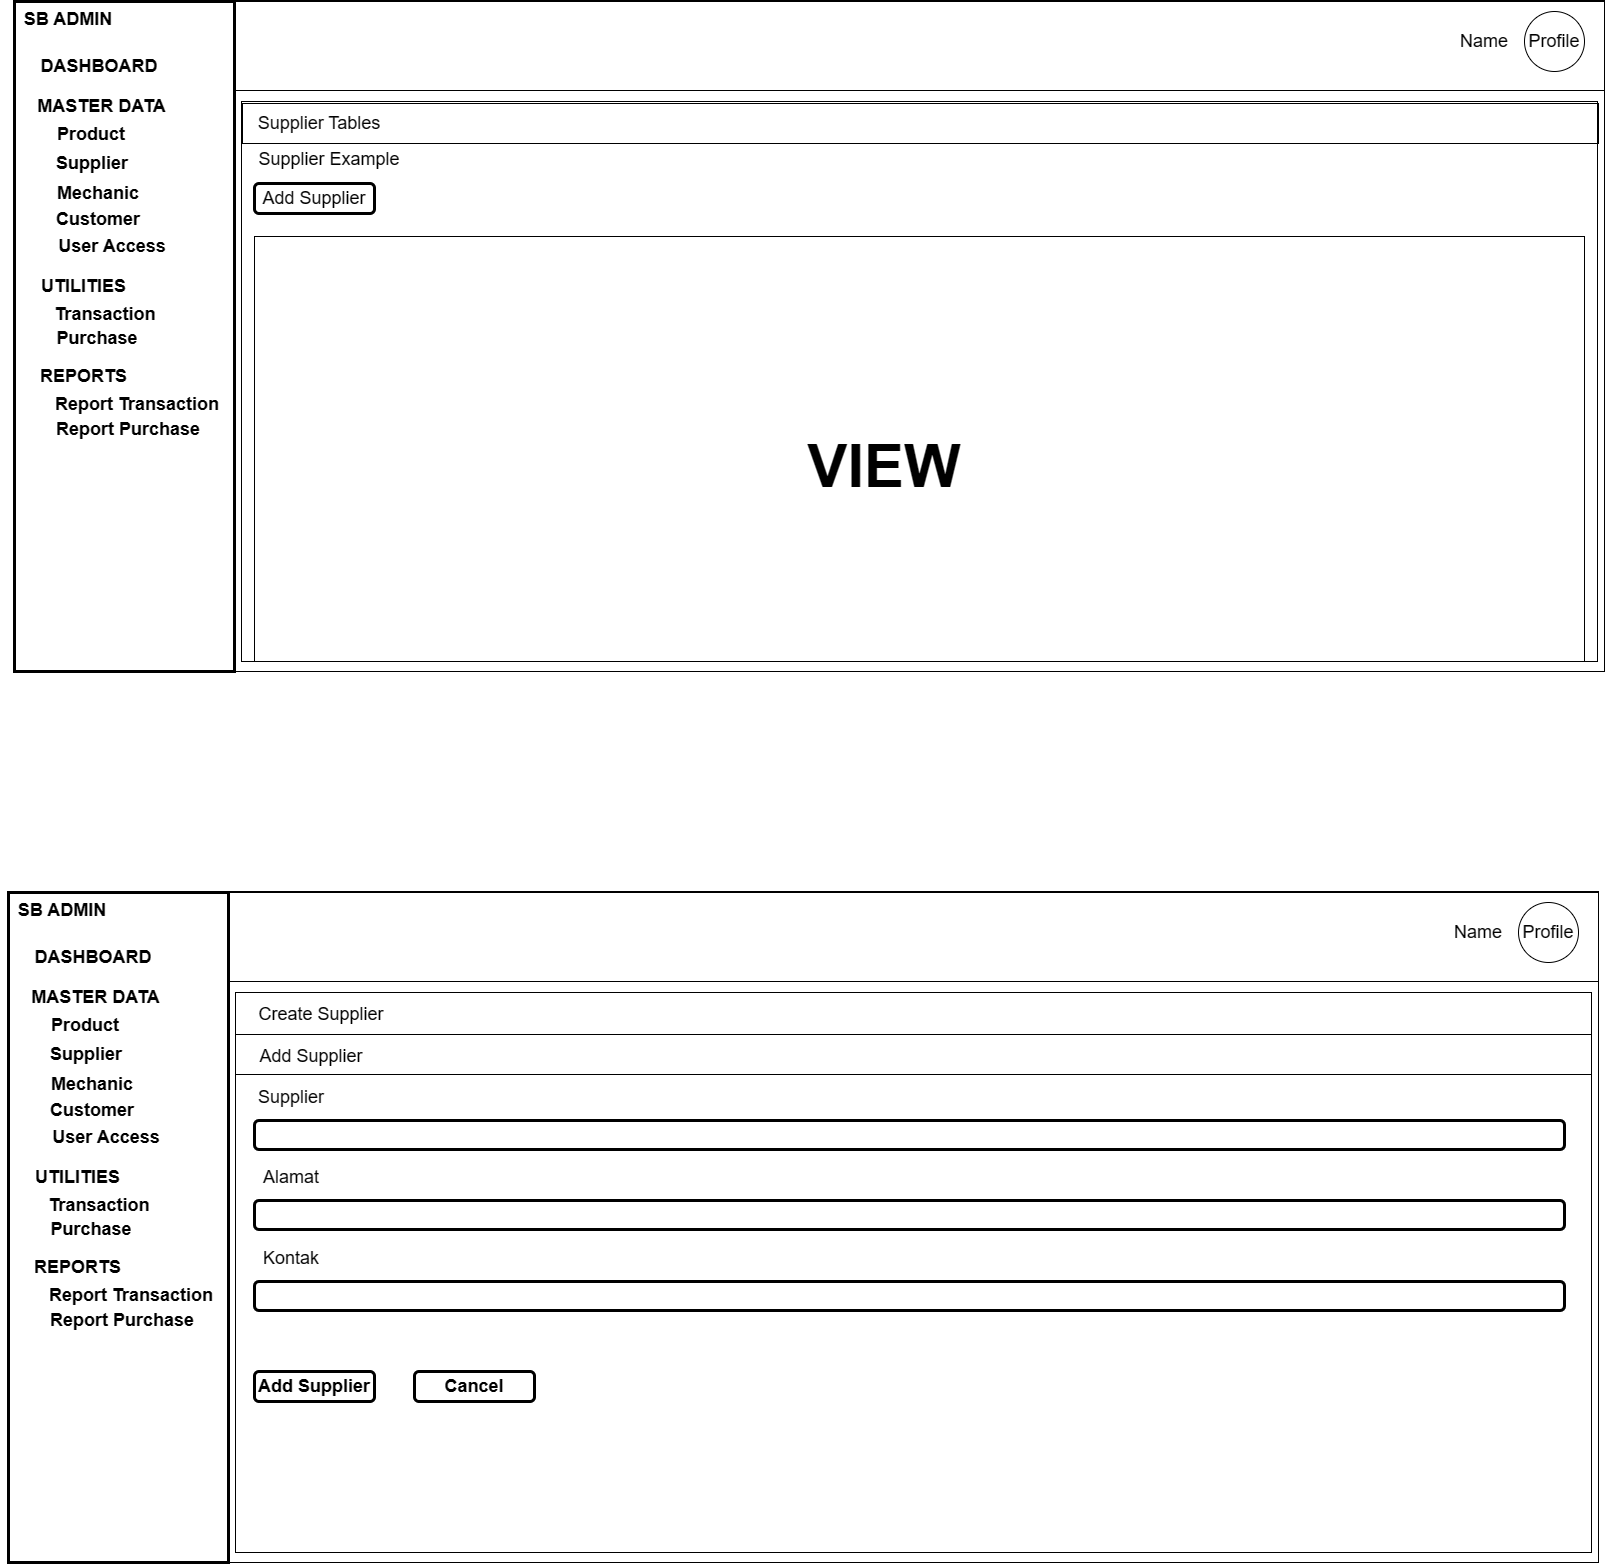 SB ADMIN
DASHBOARD
MASTER DATA
Product
Supplier
Mechanic
Customer
User Access
UTILITIES
Transaction
Purchase
REPORTS
Report Transaction
Report Purchase
Name Profile
Supplier Tables
Supplier Example
Add Supplier
VIEW
SB ADMIN
DASHBOARD
MASTER DATA
Product
Supplier
Mechanic
Customer
User Access
UTILITIES
Transaction
Purchase
REPORTS
Report Transaction
Report Purchase
Name Profile
Create Supplier
Add Supplier
Supplier
Alamat
Kontak
Add Supplier Cancel